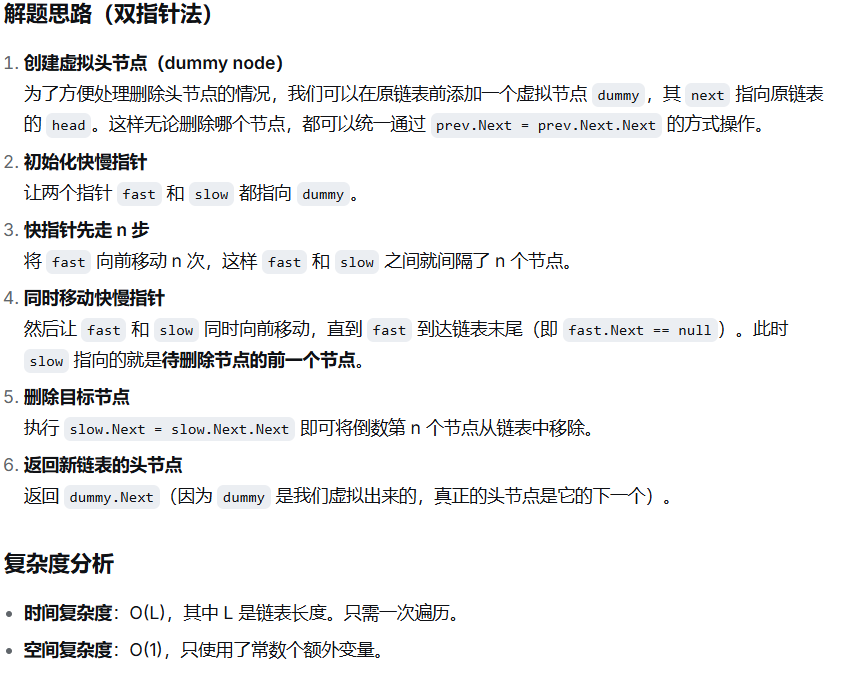 解题思路（双指针法）
1. 创建虚拟头节点（dummy node）
为了方便处理删除头节点的情况，我们可以在原链表前添加一个虚拟节点 dummy ，其 next 指向原链表
的 head 。这样无论删除哪个节点，都可以统一通过 prev.Next = prev.Next.Next 的方式操作。
2. 初始化快慢指针
让两个指针 fast 和 slow 都指向 dummy 。
3. 快指针先走 n 步
将 fast 向前移动 n 次，这样 fast 和 slow 之间就间隔了 n 个节点。
4. 同时移动快慢指针
然后让 fast 和 slow 同时向前移动，直到 fast 到达链表末尾（即 fast.Next == null ）。此时
slow 指向的就是待删除节点的前一个节点。
5. 删除目标节点
执行 slow.Next = slow.Next.Next 即可将倒数第 n 个节点从链表中移除。
6. 返回新链表的头节点
返回 dummy.Next （因为 dummy 是我们虚拟出来的，真正的头节点是它的下一个）。
复杂度分析
• 时间复杂度：O(L)，其中 L 是链表长度。只需一次遍历。
• 空间复杂度：O(1)，只使用了常数个额外变量。